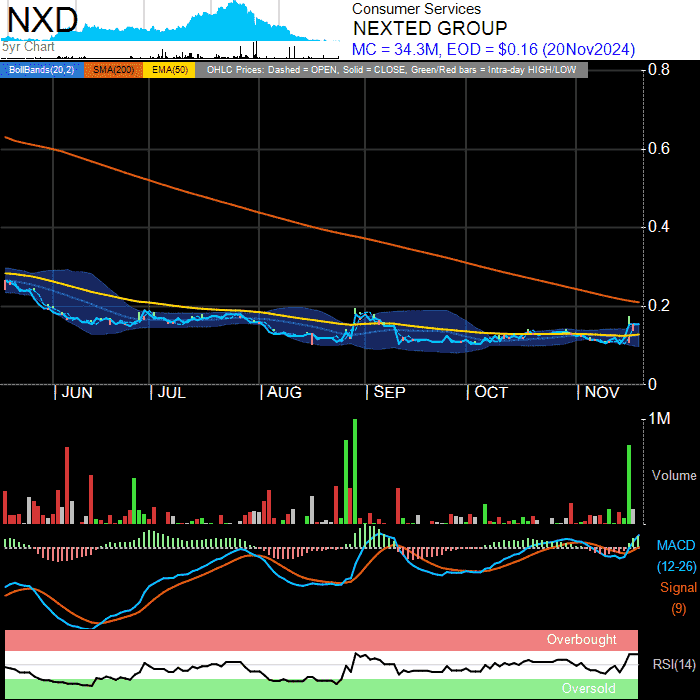 NXD
Consumer Services
NEXTED GROUP
MC = 34.3M, EOD = $0.16 (20Nov2024)
5yr Chart
BollBands(20,2) SMA(200) EMA(50) OHLC Prices: Dashed = OPEN, Solid = CLOSE, Green/Red bars = Intra-day HIGH/LOW
0.8
0.6
0.4
0.2
0
JUN JUL AUG SEP OCT NOV
1M
Volume
MACD
(12-26)
Signal
(9)
Overbought
RSI(14)
Oversold